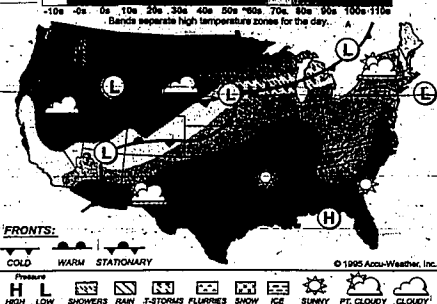 -10s -0s 0s 10s 20s 30s 40s 50s 60s 70s 80s 90s 100s 110s
Bands separate high temperature zones for the day.
L
L
L
L
L
L
H
FRONTS:
COLD WARM STATIONARY
© 1995 Accu-Weather, Inc.
Pressure
H L
HIGH LOW SHOWERS RAIN T-STORMS FLURRIES SNOW ICE SUNNY PT. CLOUDY CLOUDY